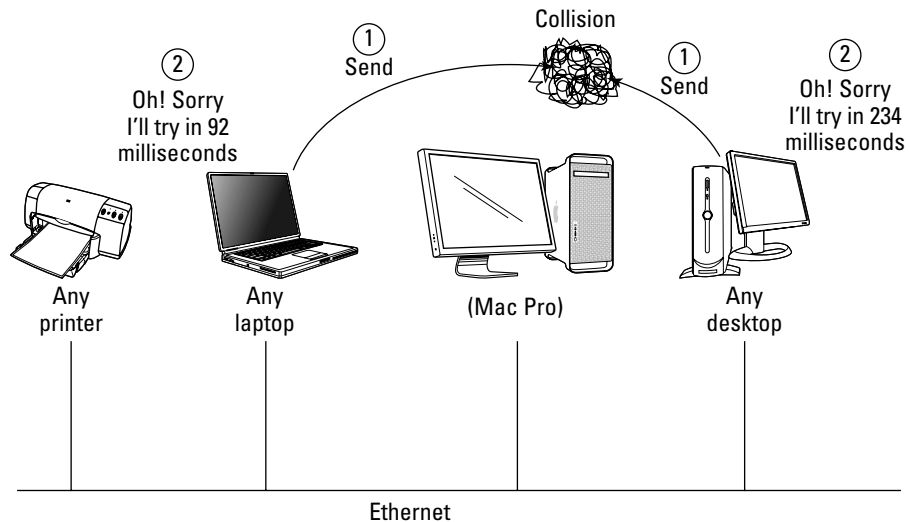 Collision
1
Send
1
Send
2
Oh! Sorry
I'll try in 92
milliseconds
2
Oh! Sorry
I'll try in 234
milliseconds
Any
printer
Any
laptop
(Mac Pro)
Any
desktop
Ethernet